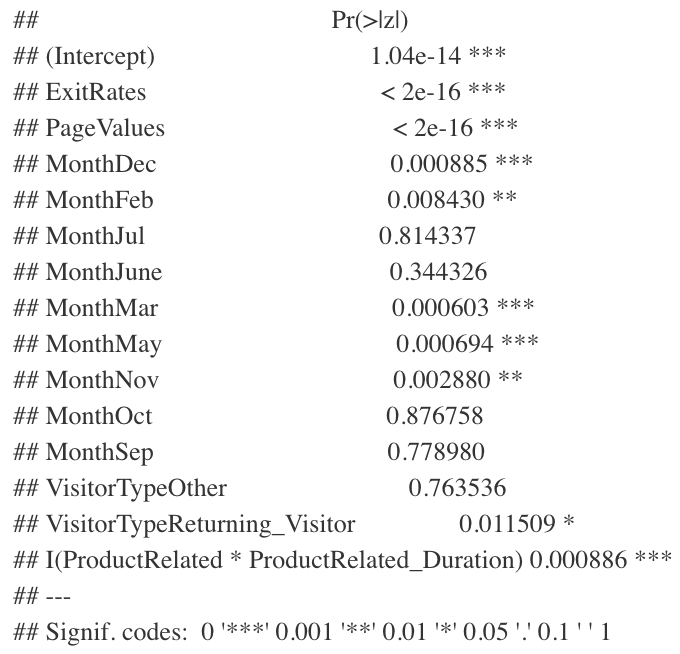 ## Pr(>|z|)
## (Intercept) 1.04e-14 ***
## ExitRates < 2e-16 ***
## PageValues < 2e-16 ***
## MonthDec 0.000885 ***
## MonthFeb 0.008430 **
## MonthJul 0.814337
## MonthJune 0.344326
## MonthMar 0.000603 ***
## MonthMay 0.000694 ***
## MonthNov 0.002880 **
## MonthOct 0.876758
## MonthSep 0.778980
## VisitorTypeOther 0.763536
## VisitorTypeReturning_Visitor 0.011509 *
## I(ProductRelated * ProductRelated_Duration) 0.000886 ***
## ---
## Signif. codes: 0 '***' 0.001 '**' 0.01 '*' 0.05 '.' 0.1 ' ' 1